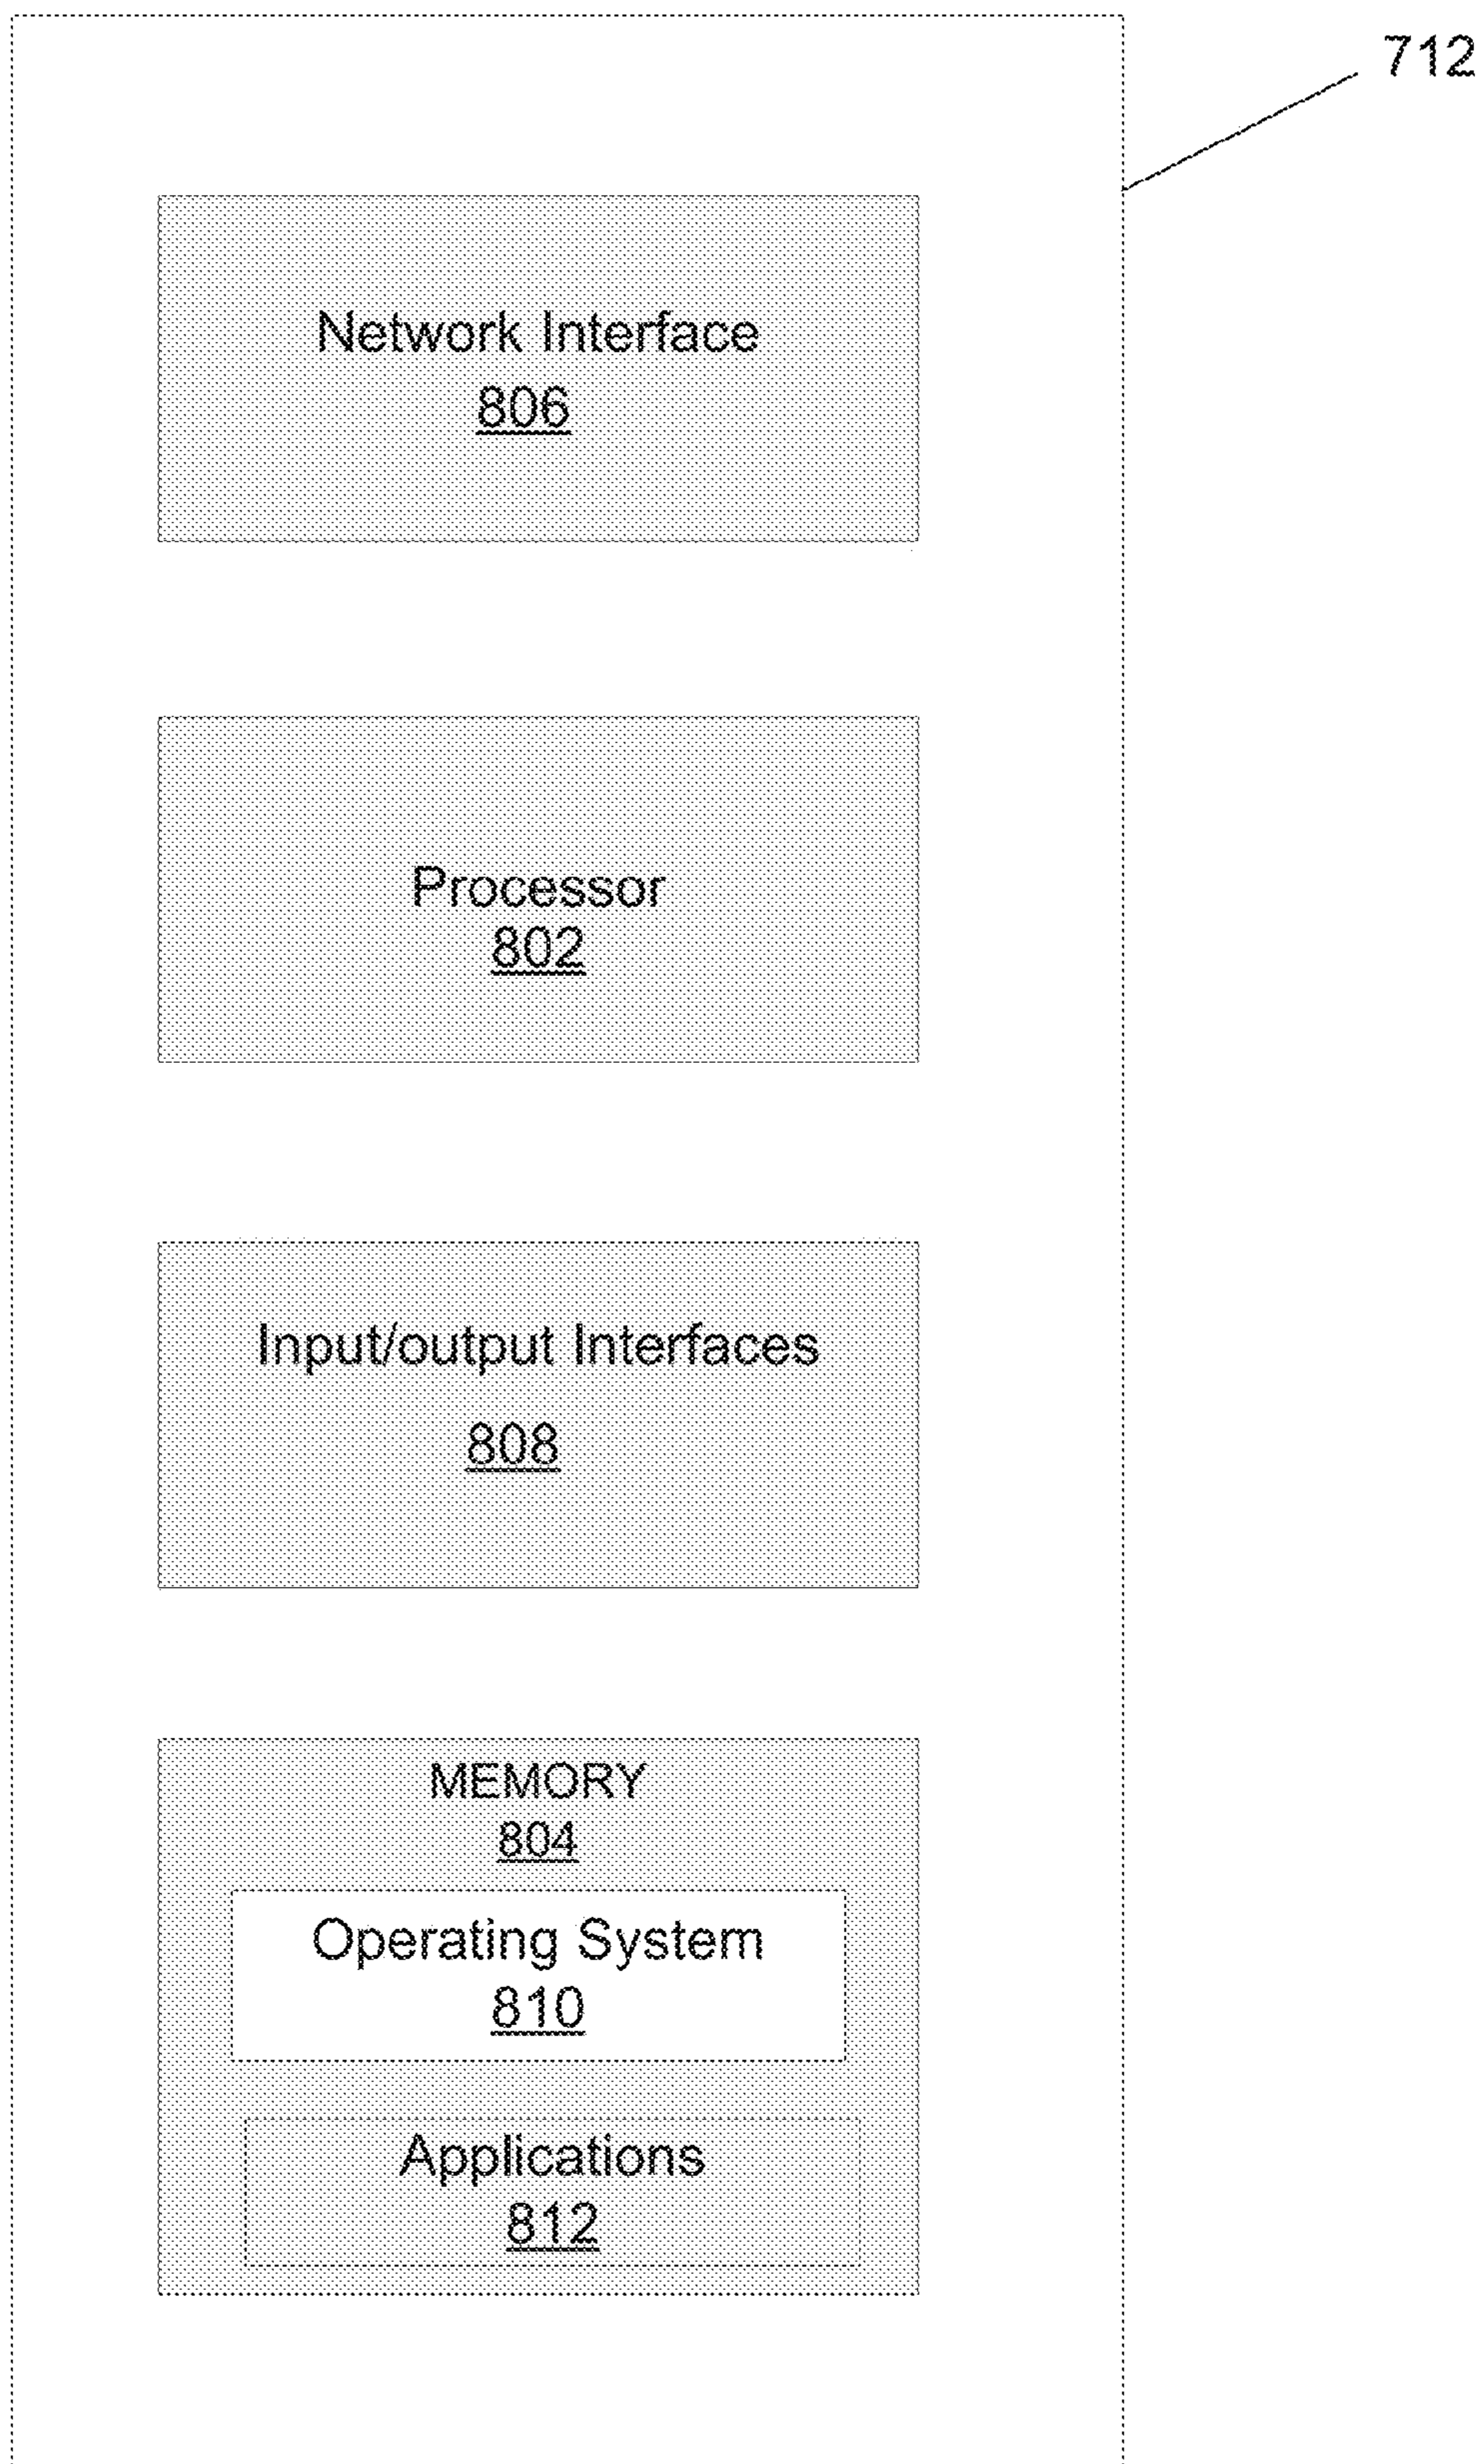 712
Network Interface
806
Processor
802
Input/output Interfaces
808
MEMORY
804
Operating System
810
Applications
812